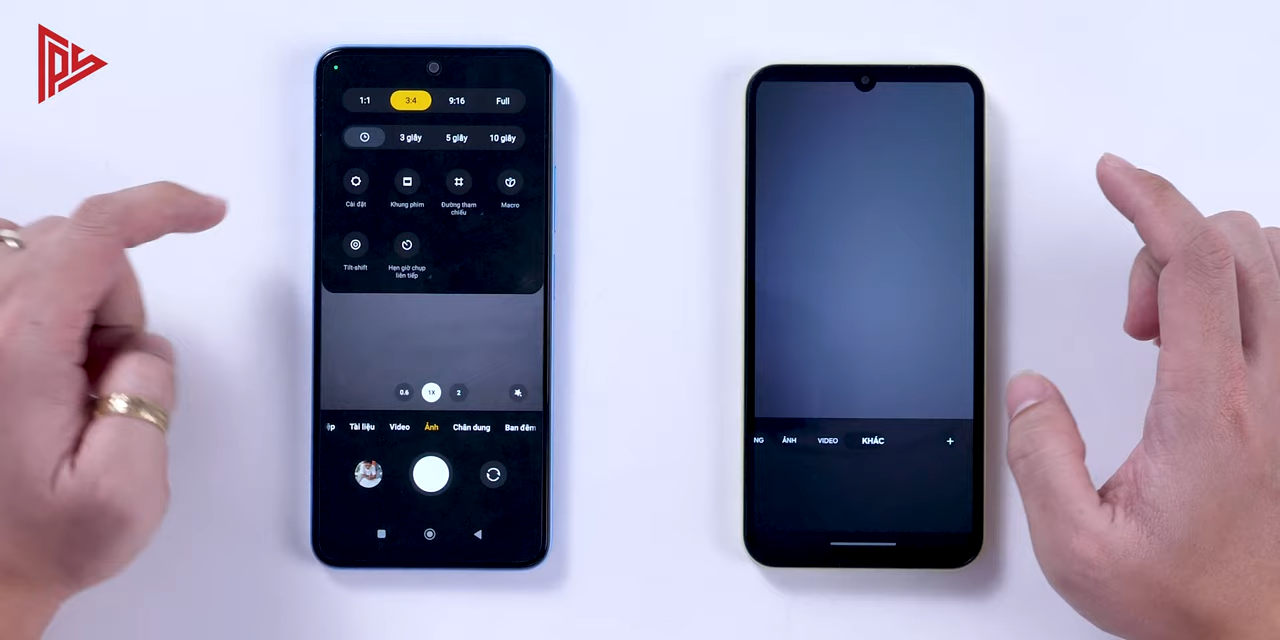 1:1 3:4 9:16 Full
3 giây 5 giây 10 giây
Cài đặt Khung phim Đường tham chiếu Macro
Tilt-shift Hẹn giờ chụp liên tiếp
0.6 1X 2
ệp Tài liệu Video Ảnh Chân dung Ban đêm
NG ẢNH VIDEO KHÁC +